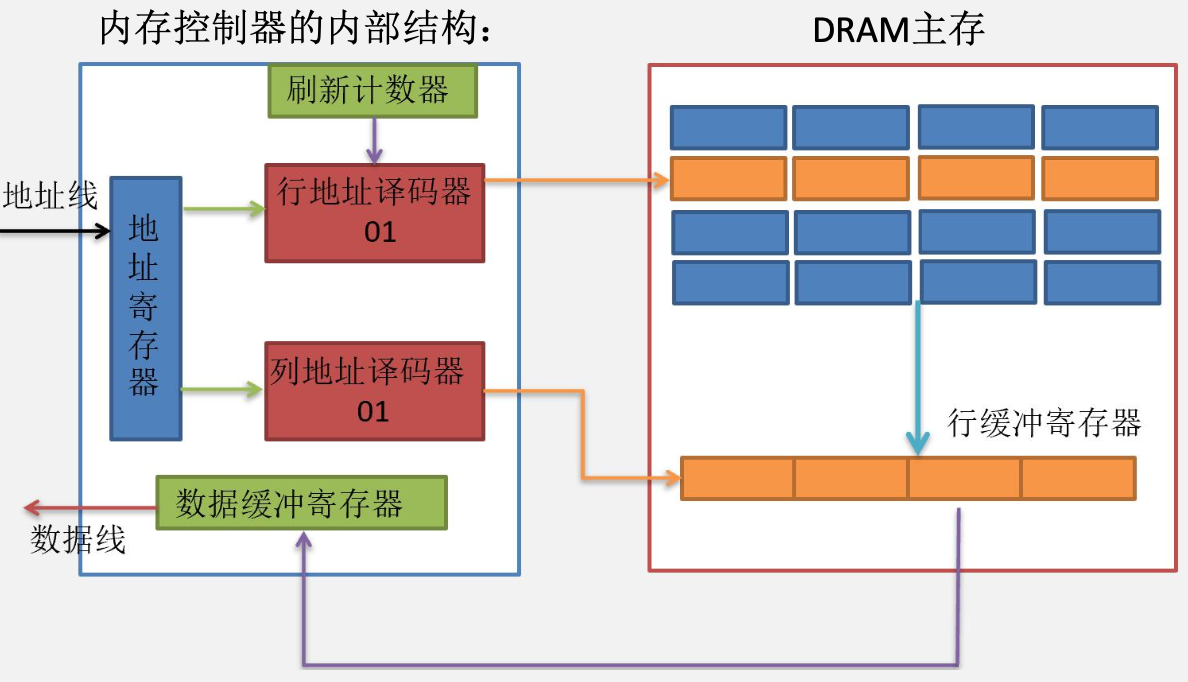 内存控制器的内部结构：
DRAM主存
刷新计数器
地址线
行地址译码器
01
地址寄存器
列地址译码器
01
行缓冲寄存器
数据缓冲寄存器
数据线